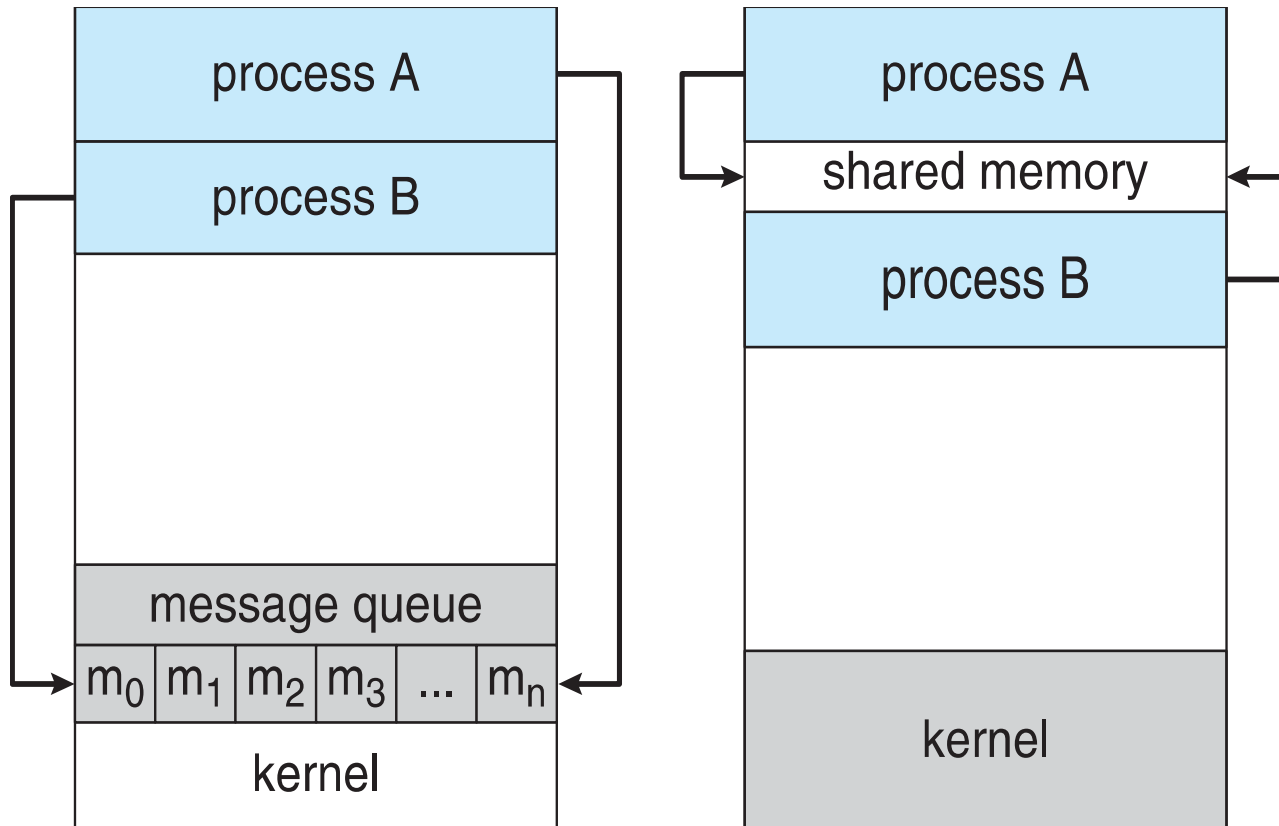 process A
process B
message queue
m0 m1 m2 m3 ... mn
kernel
process A
shared memory
process B
kernel